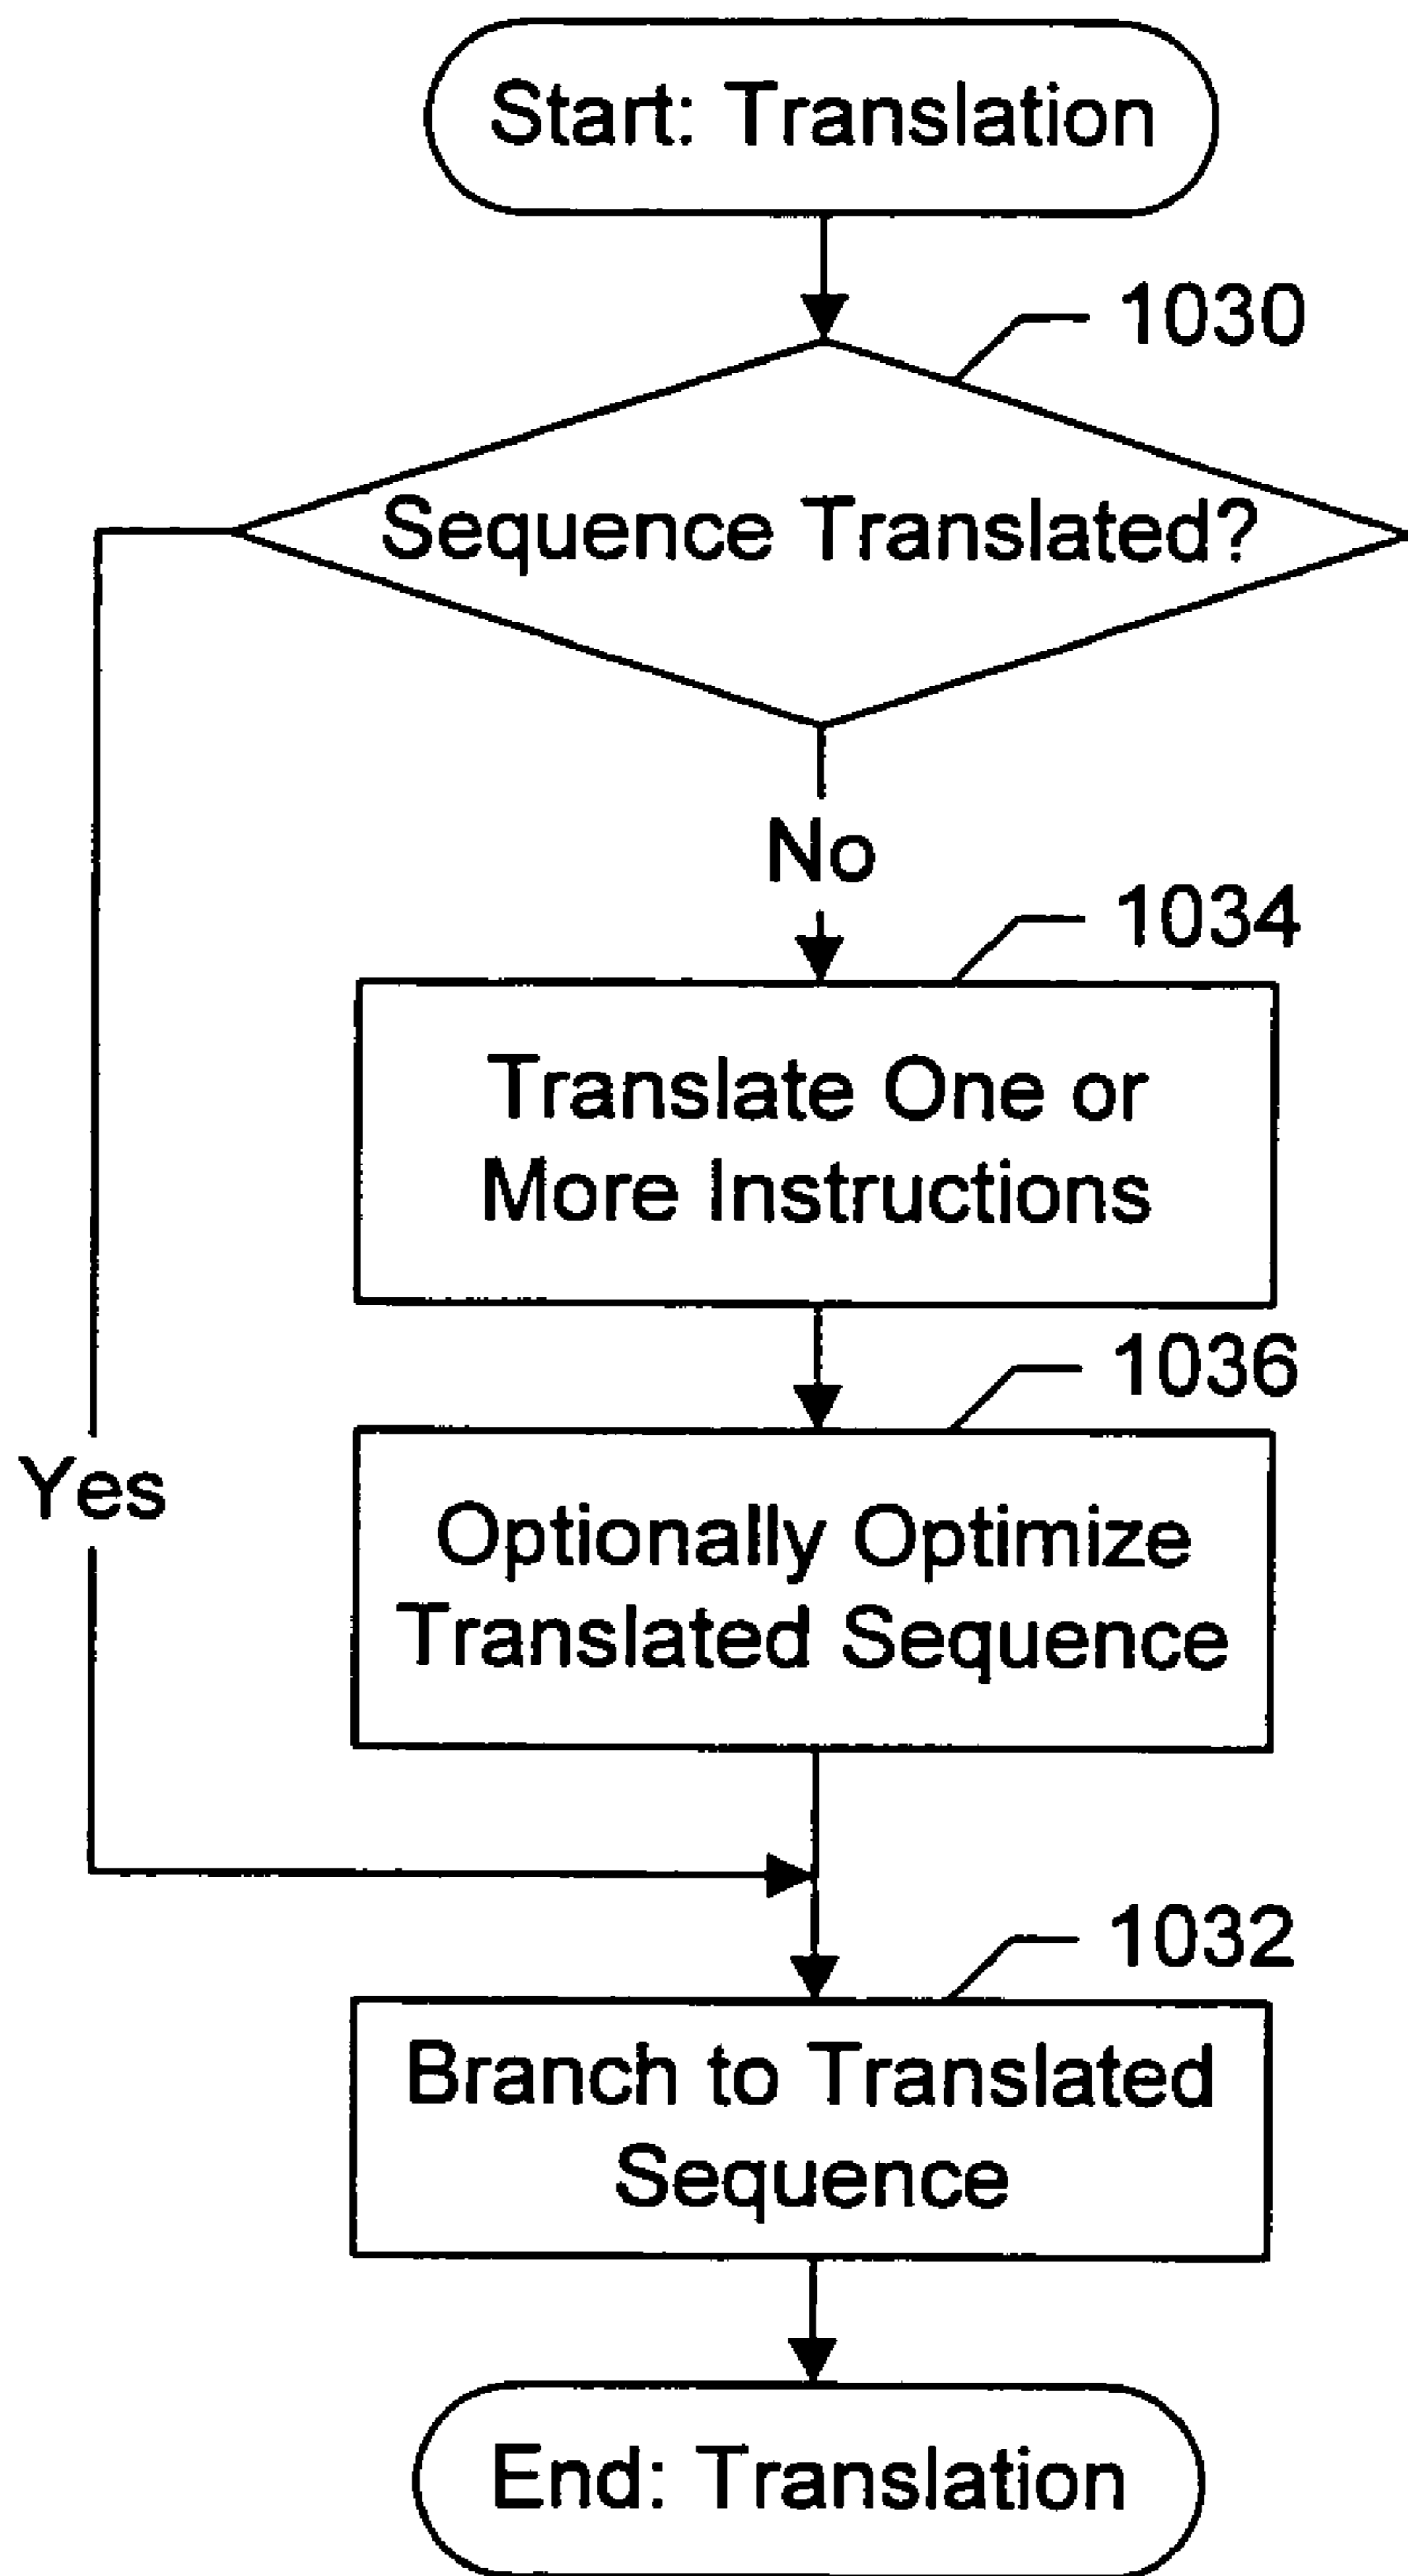 Start: Translation
1030
Sequence Translated?
No
1034
Translate One or
More Instructions
1036
Yes
Optionally Optimize
Translated Sequence
1032
Branch to Translated
Sequence
End: Translation